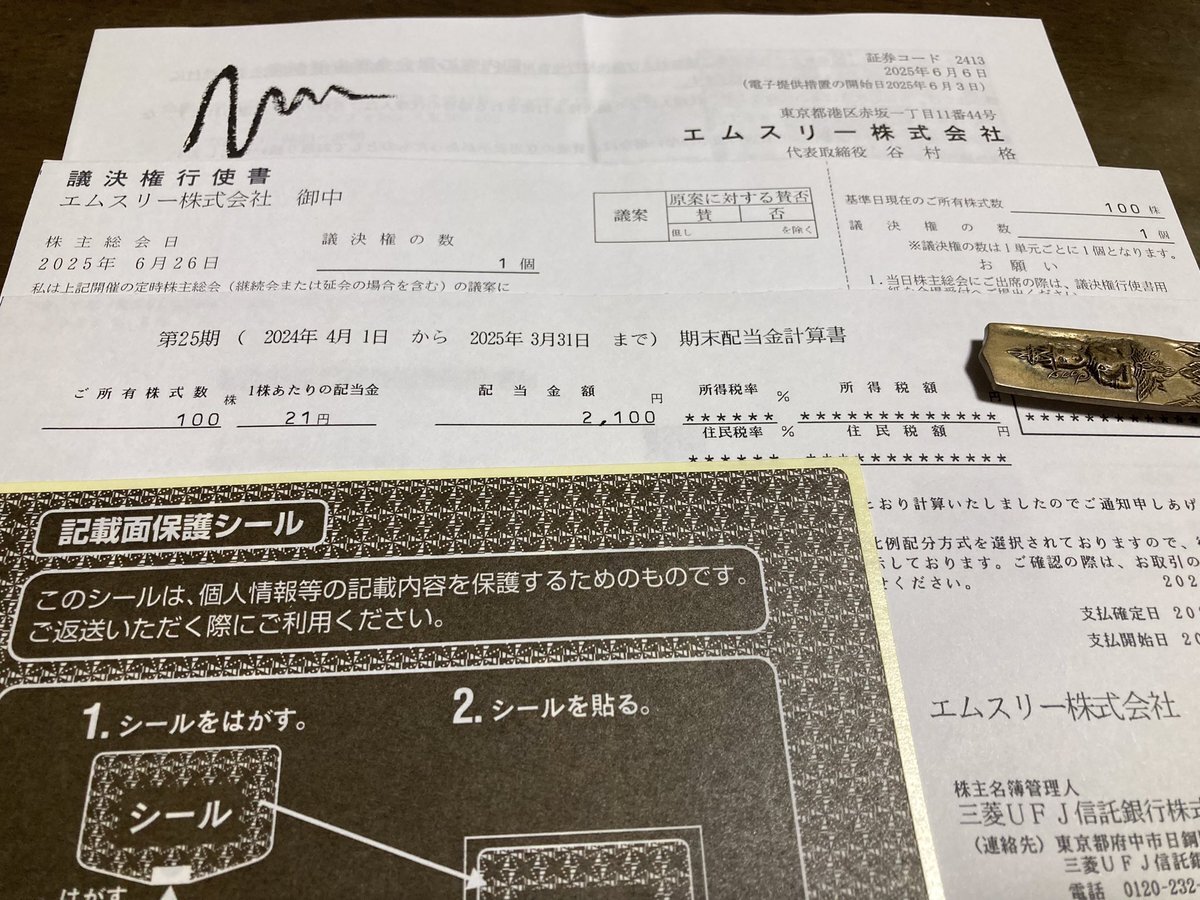 証券コード 2413
2025年6月6日
(電子提供措置の開始日2025年6月3日)
東京都港区赤坂一丁目11番44号
エムスリー株式会社
代表取締役 谷村 格
議決権行使書
エムスリー株式会社 御中
株主総会日 議決権の数
2025年 6月26日 1個
私は上記開催の定時株主総会(継続会または延会の場合を含む)の議案に
議案 原案に対する賛否
賛 否
但し を除く
基準日現在のご所有株式数 100 株
議決権の数 1 個
※議決権の数は1単元ごとに1個となります。
お願い
1.当日株主総会にご出席の際は、議決権行使書用
第25期 ( 2024年 4月 1日 から 2025年 3月31日 まで) 期末配当金計算書
ご所有株式数 1株あたりの配当金 配当金額 所得税率 % 所得税額 円
100 株 21円 2,100 円 ****** **************
住民税率 % 住民税額 円
****** **************
とおり計算いたしましたのでご通知申しあげ
比例配分方式を選択されておりますので、
示しております。ご確認の際は、お取引の
ください。
支払確定日
支払開始日
エムスリー株式会社
株主名簿管理人
三菱UFJ信託銀行株式
(連絡先) 東京都府中市日鋼
三菱UFJ信託銀
電話 0120-232-
記載面保護シール
このシールは、個人情報等の記載内容を保護するためのものです。
ご返送いただく際にご利用ください。
1.シールをはがす。
2.シールを貼る。
シール
はがす